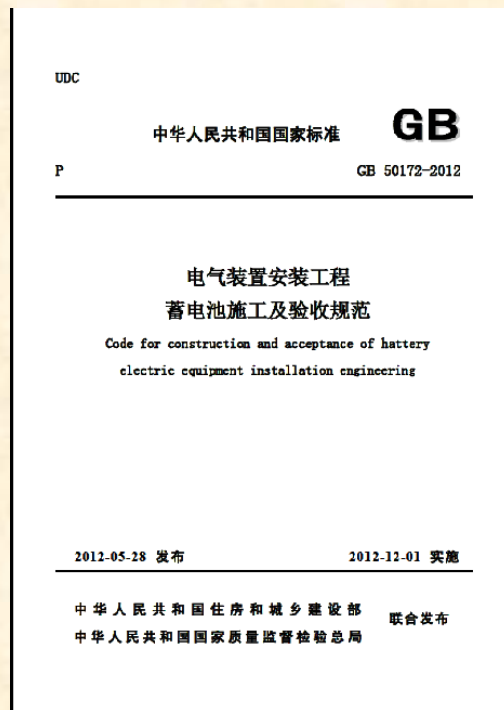 UDC
中华人民共和国国家标准 GB
P GB 50172-2012
电气装置安装工程
蓄电池施工及验收规范
Code for construction and acceptance of hattery
electric equipment installation engineering
2012-05-28 发布 2012-12-01 实施
中华人民共和国住房和城乡建设部
联合发布
中华人民共和国国家质量监督检验总局